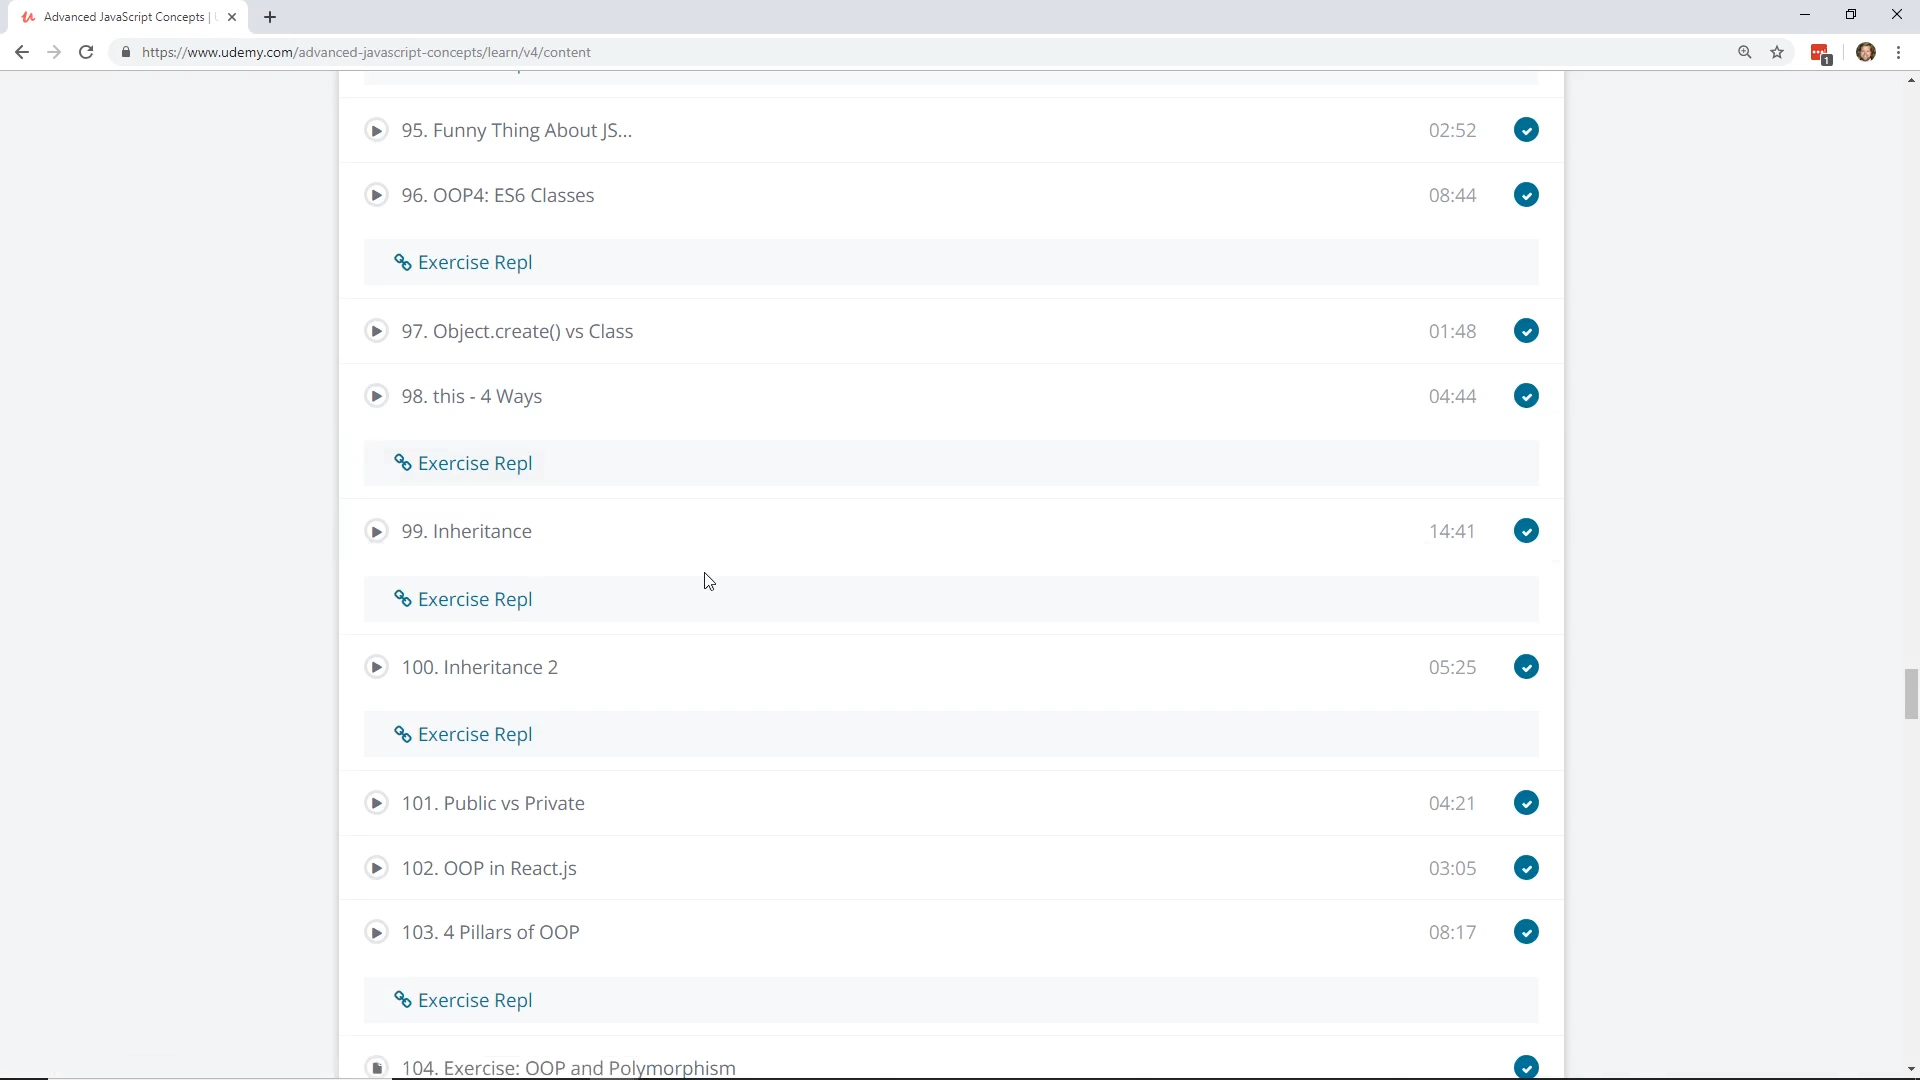 Advanced JavaScript Concepts |
https://www.udemy.com/advanced-javascript-concepts/learn/v4/content
1
95. Funny Thing About JS... 02:52
96. OOP4: ES6 Classes 08:44
Exercise Repl
97. Object.create() vs Class 01:48
98. this - 4 Ways 04:44
Exercise Repl
99. Inheritance 14:41
Exercise Repl
100. Inheritance 2 05:25
Exercise Repl
101. Public vs Private 04:21
102. OOP in React.js 03:05
103. 4 Pillars of OOP 08:17
Exercise Repl
104. Exercise: OOP and Polymorphism